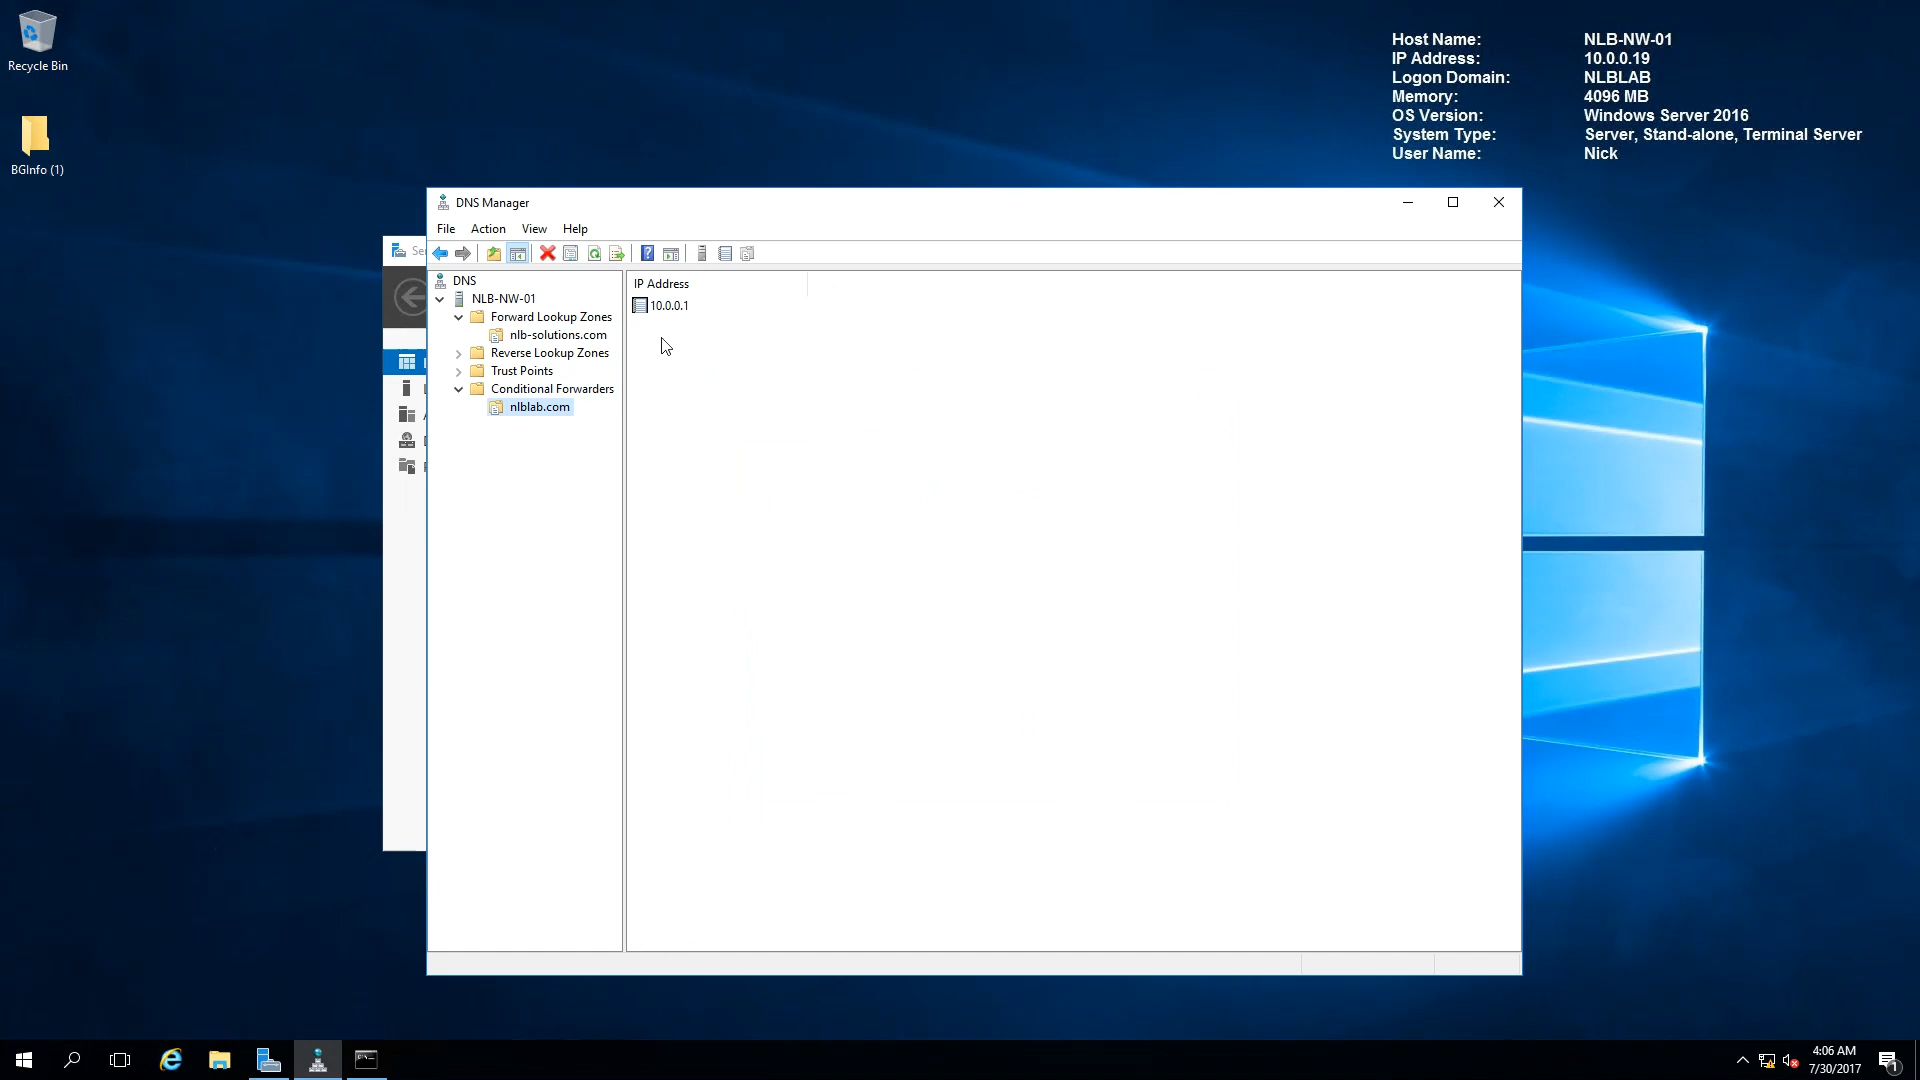 Recycle Bin
BGInfo (1)
Host Name: NLB-NW-01
IP Address: 10.0.0.19
Logon Domain: NLBLAB
Memory: 4096 MB
OS Version: Windows Server 2016
System Type: Server, Stand-alone, Terminal Server
User Name: Nick
DNS Manager
File Action View Help
DNS
NLB-NW-01
Forward Lookup Zones
nlb-solutions.com
Reverse Lookup Zones
Trust Points
Conditional Forwarders
nlblab.com
IP Address
10.0.0.1
4:06 AM
7/30/2017
1